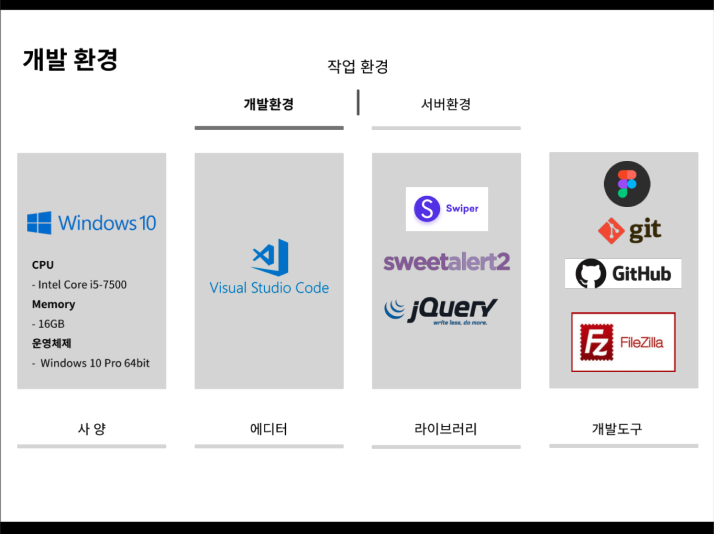 개발 환경
작업 환경
개발환경
서버환경
Windows 10
CPU
- Intel Core i5-7500
Memory
- 16GB
운영체제
- Windows 10 Pro 64bit
사 양
Visual Studio Code
에디터
S Swiper
sweetalert2
jQuery
write less, do more.
라이브러리
git
GitHub
Fz FileZilla
개발도구